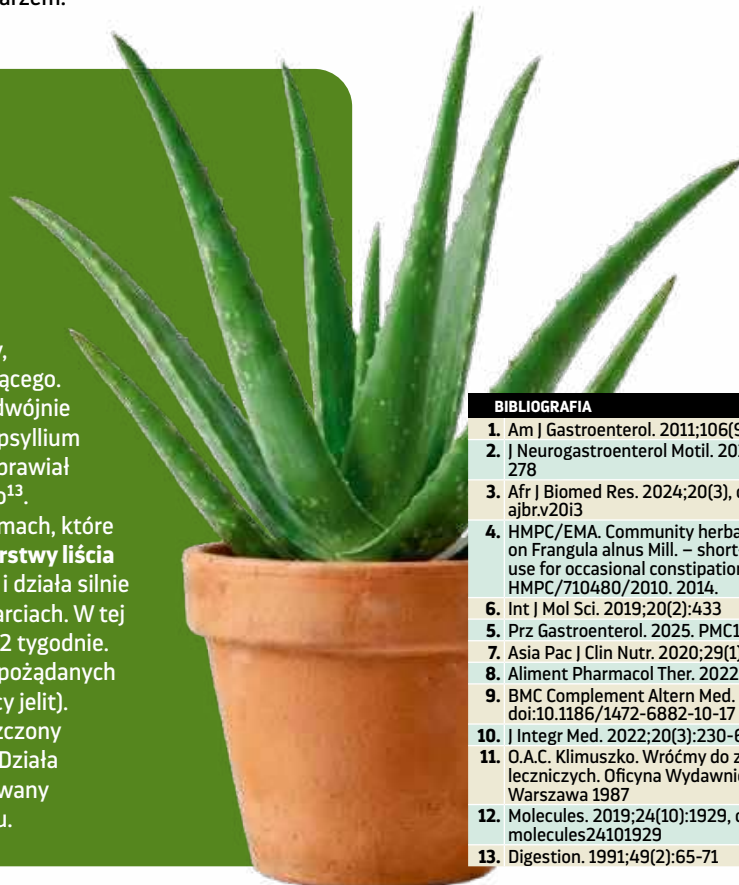 arzem.
y,
ącego.
dwójnie
psyllium
prawiał
o¹³.
mach, które
rstwy liścia
i działa silnie
arciach. W tej
2 tygodnie.
pożądanych
cy jelit).
zczony
Działa
wany
u.
BIBLIOGRAFIA
1. Am J Gastroenterol. 2011;106(9
2. J Neurogastroenterol Motil. 20
278
3. Afr J Biomed Res. 2024;20(3),
ajbr.v20i3
4. HMPC/EMA. Community herba
on Frangula alnus Mill. – short
use for occasional constipation
HMPC/710480/2010. 2014.
6. Int J Mol Sci. 2019;20(2):433
5. Prz Gastroenterol. 2025. PMC1
7. Asia Pac J Clin Nutr. 2020;29(1)
8. Aliment Pharmacol Ther. 2022
9. BMC Complement Altern Med.
doi:10.1186/1472-6882-10-17
10. J Integr Med. 2022;20(3):230-6
11. O.A.C. Klimuszko. Wróćmy do z
leczniczych. Oficyna Wydawni
Warszawa 1987
12. Molecules. 2019;24(10):1929,
molecules24101929
13. Digestion. 1991;49(2):65-71